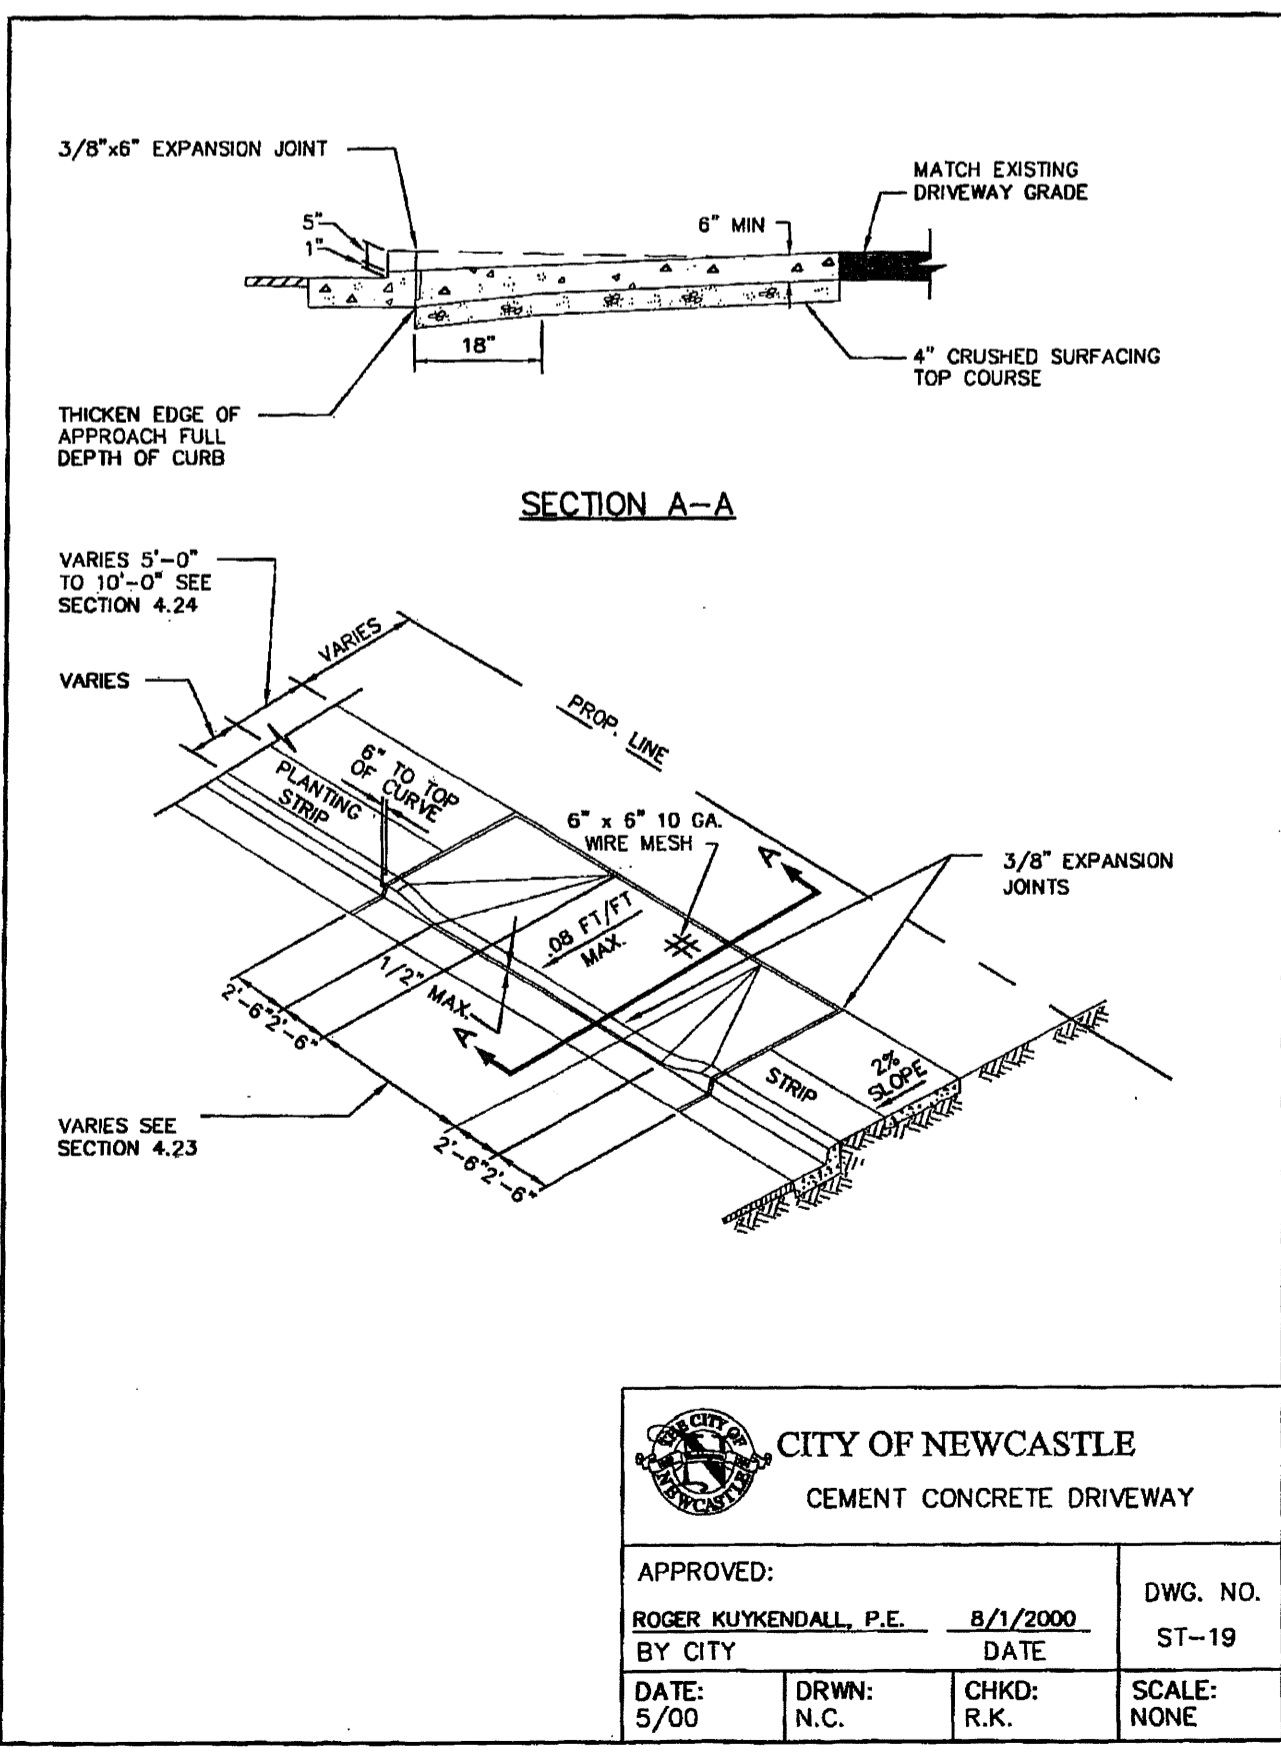 3/8"x6" EXPANSION JOINT
MATCH EXISTING
DRIVEWAY GRADE
5"
1"
6" MIN
18"
4" CRUSHED SURFACING
TOP COURSE
THICKEN EDGE OF
APPROACH FULL
DEPTH OF CURB
SECTION A-A
VARIES 5'-0"
TO 10'-0" SEE
SECTION 4.24
VARIES
VARIES
PROP. LINE
6" TO TOP
OF CURVE
PLANTING
STRIP
6" x 6" 10 GA.
WIRE MESH
A
3/8" EXPANSION
JOINTS
.08 FT/FT
MAX.
1/2" MAX.
A
2'-6"
2'-6"
2%
SLOPE
STRIP
VARIES SEE
SECTION 4.23
2'-6"
2'-6"
THE CITY OF
NEWCASTLE
CITY OF NEWCASTLE
CEMENT CONCRETE DRIVEWAY
APPROVED:
ROGER KUYKENDALL, P.E. 8/1/2000
BY CITY DATE
DWG. NO.
ST-19
DATE: DRWN: CHKD: SCALE:
5/00 N.C. R.K. NONE